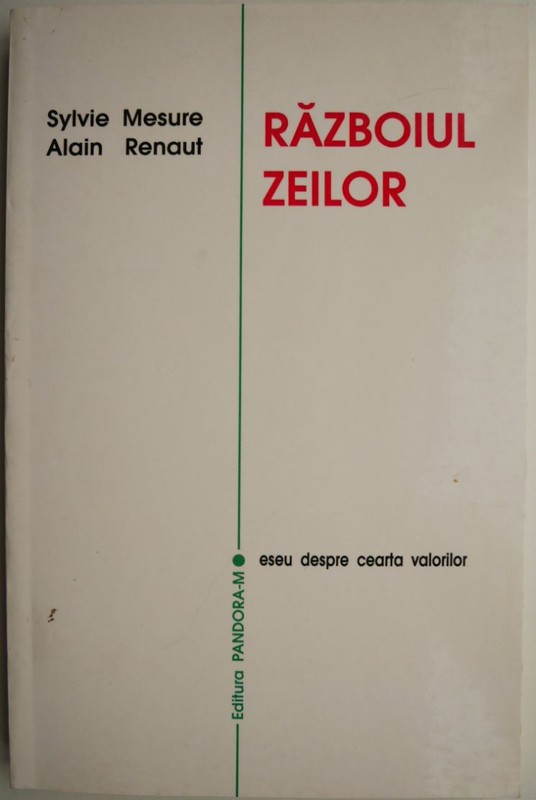 Sylvie Mesure
Alain Renaut
RĂZBOIUL
ZEILOR
eseu despre cearta valorilor
Editura PANDORA-M